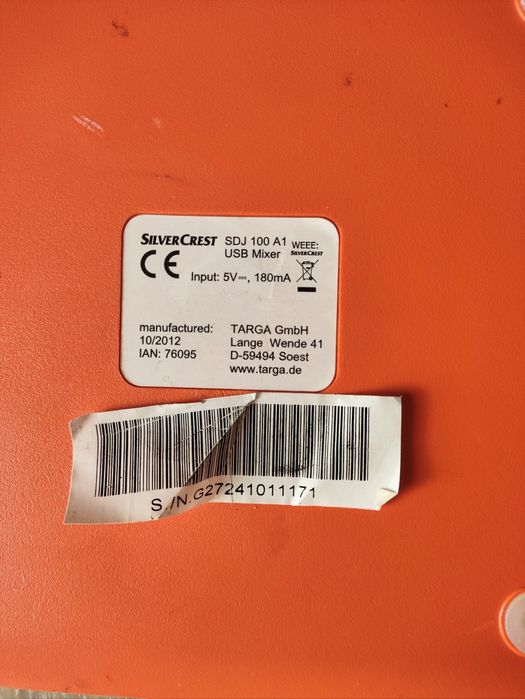 SILVERCREST SDJ 100 A1 WEEE:
USB Mixer SILVERCREST
CE
Input: 5V⎓, 180mA
manufactured: TARGA GmbH
10/2012 Lange Wende 41
IAN: 76095 D-59494 Soest
www.targa.de
S./N.G27241011171